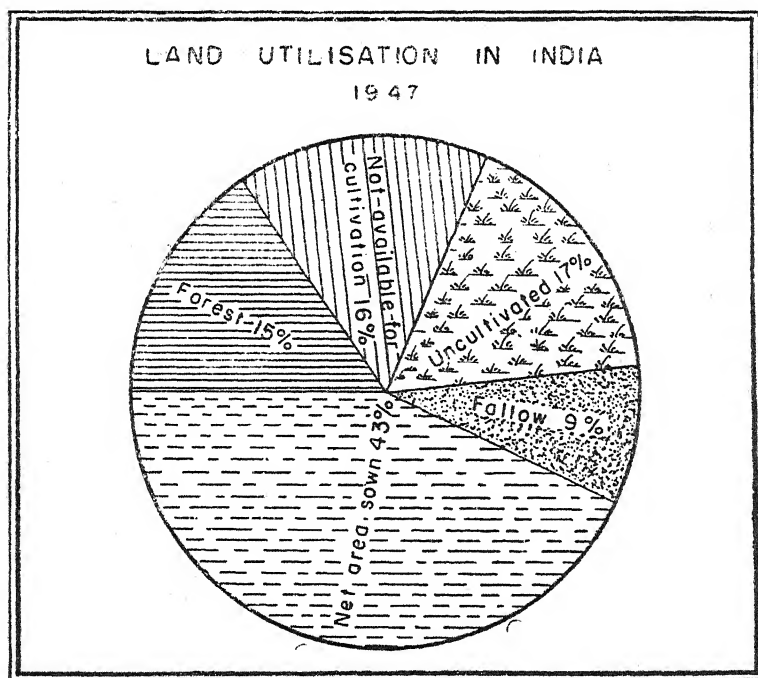 LAND UTILISATION IN INDIA
1947
Not-available-for
cultivation 16%
Uncultivated 17%
Forest 15%
Fallow 9%
Net area sown 43%